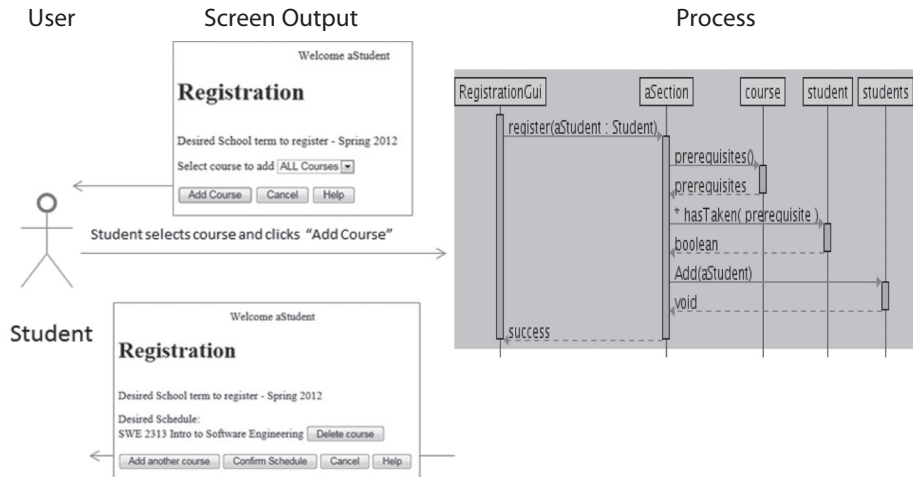 User
Screen Output
Process
Welcome aStudent
Registration
Desired School term to register - Spring 2012
Select course to add ALL Courses
Add Course Cancel Help
Student selects course and clicks “Add Course”
Student
Welcome aStudent
Registration
Desired School term to register - Spring 2012
Desired Schedule:
SWE 2313 Intro to Software Engineering Delete course
Add another course Confirm Schedule Cancel Help
RegistrationGui aSection course student students
register(aStudent : Student)
prerequisites()
prerequisites
* hasTaken( prerequisite )
boolean
Add(aStudent)
void
success